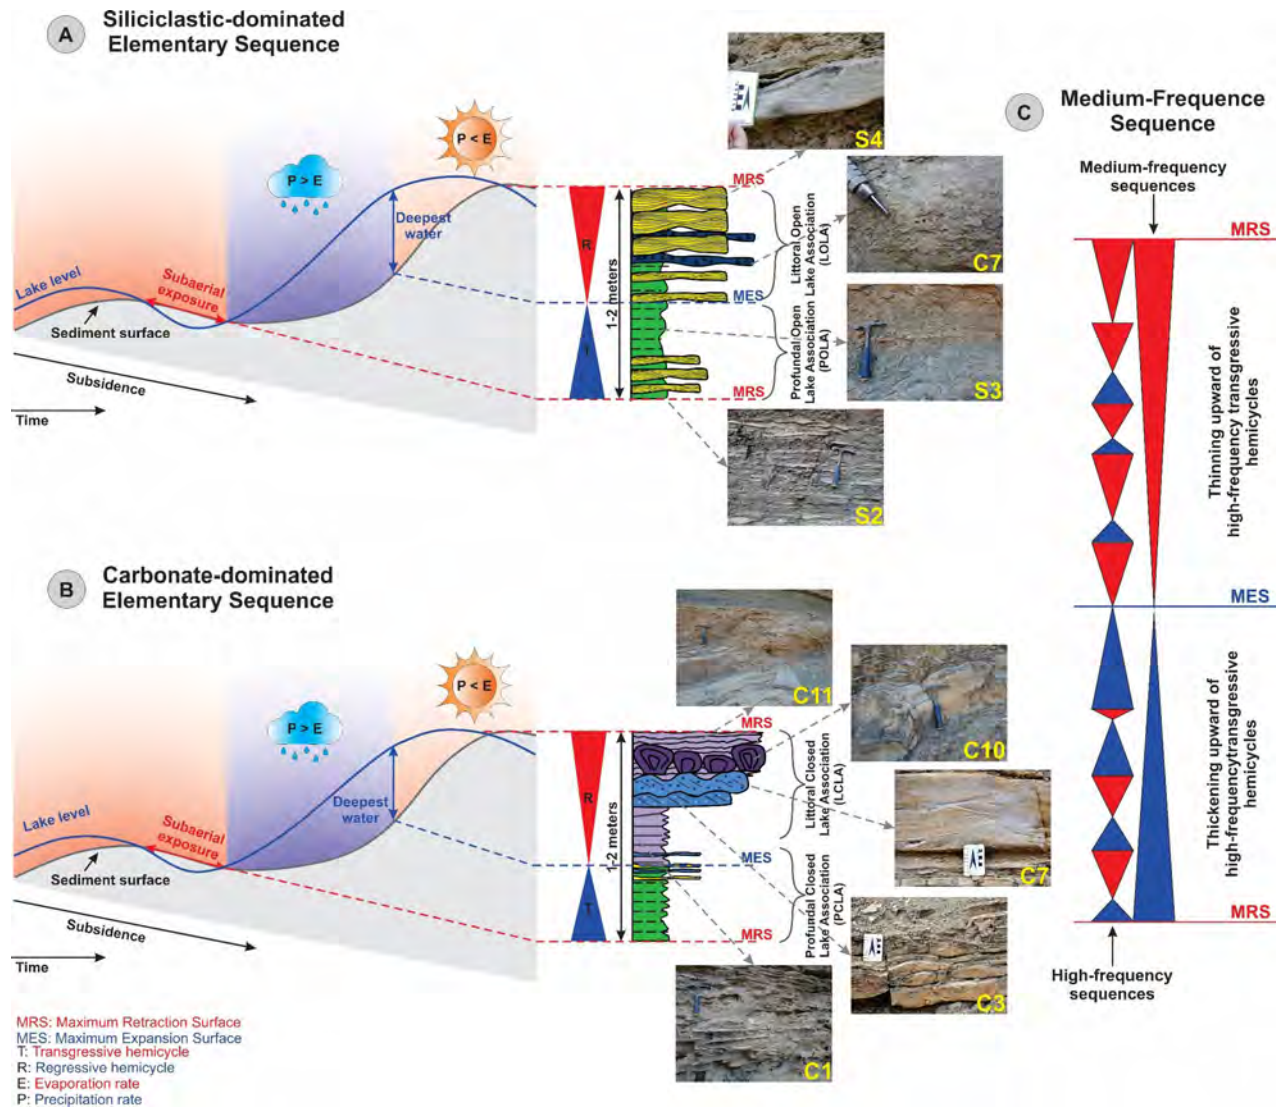 A
Siliciclastic-dominated
Elementary Sequence
P < E
P > E
Deepest
water
Lake level
Subaerial
exposure
Sediment surface
Subsidence
Time
R
1-2 meters
MRS
MES
MRS
Littoral Open
Lake Association
(LOLA)
Profundal Open
Lake Association
(POLA)
S4
C7
S3
S2
B
Carbonate-dominated
Elementary Sequence
P < E
P > E
Deepest
water
Lake level
Subaerial
exposure
Sediment surface
Subsidence
Time
R
T
1-2 meters
MRS
MES
MRS
Littoral Closed
Lake Association
(LCLA)
Profundal Closed
Lake Association
(PCLA)
C11
C10
C7
C3
C1
C
Medium-Frequence
Sequence
Medium-frequency
sequences
MRS
Thinning upward of
high-frequency transgressive
hemicycles
MES
Thickening upward of
high-frequencytransgressive
hemicycles
MRS
High-frequency
sequences
MRS: Maximum Retraction Surface
MES: Maximum Expansion Surface
T: Transgressive hemicycle
R: Regressive hemicycle
E: Evaporation rate
P: Precipitation rate